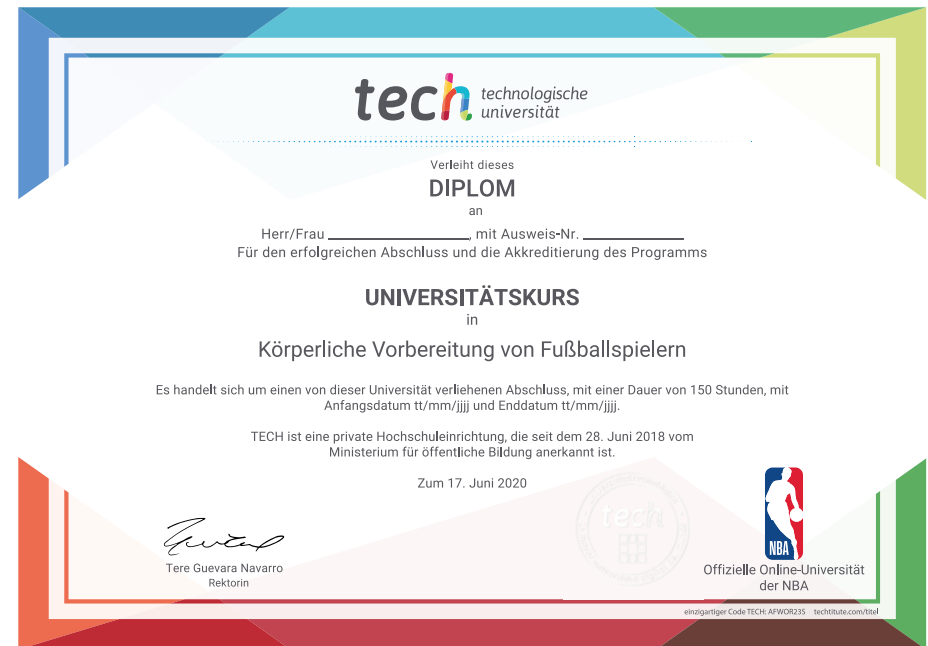 tech technologische
universität
Verleiht dieses
DIPLOM
an
Herr/Frau ____________, mit Ausweis-Nr. ____________
Für den erfolgreichen Abschluss und die Akkreditierung des Programms
UNIVERSITÄTSKURS
in
Körperliche Vorbereitung von Fußballspielern
Es handelt sich um einen von dieser Universität verliehenen Abschluss, mit einer Dauer von 150 Stunden, mit
Anfangsdatum tt/mm/jjjj und Enddatum tt/mm/jjjj.
TECH ist eine private Hochschuleinrichtung, die seit dem 28. Juni 2018 vom
Ministerium für öffentliche Bildung anerkannt ist.
Zum 17. Juni 2020
tech
NBA
Tere Guevara Navarro
Rektorin
Offizielle Online-Universität
der NBA
einzigartiger Code TECH: AFWOR23S techtitute.com/titel